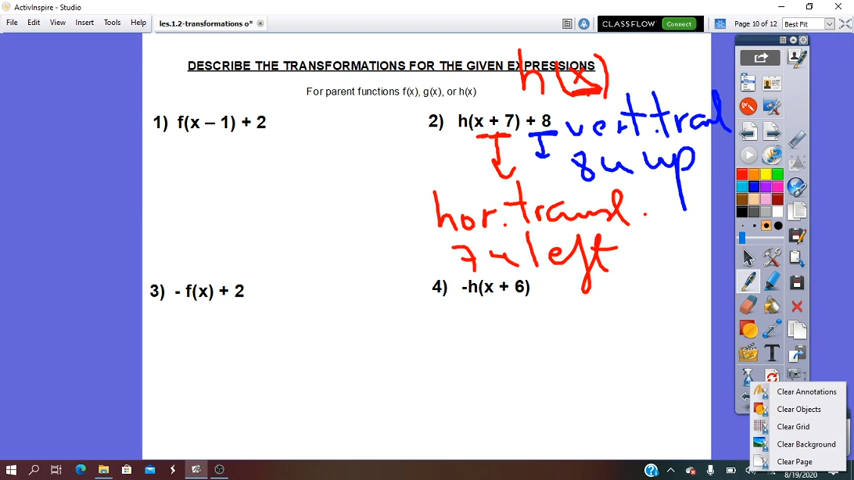 ActivInspire - Studio
File Edit View Insert Tools Help
CLASSFLOW Connect
Page 10 of 12 Best Fit
les.1.2-transformations o*
DESCRIBE THE TRANSFORMATIONS FOR THE GIVEN EXPRESSIONS
h(x)
For parent functions f(x), g(x), or h(x)
1) f(x – 1) + 2
2) h(x + 7) + 8
vert.tranl
8u up
hor.transl.
7u left
3) - f(x) + 2
4) -h(x + 6)
Clear Annotations
Clear Objects
Clear Grid
Clear Background
Clear Page
8/19/2020